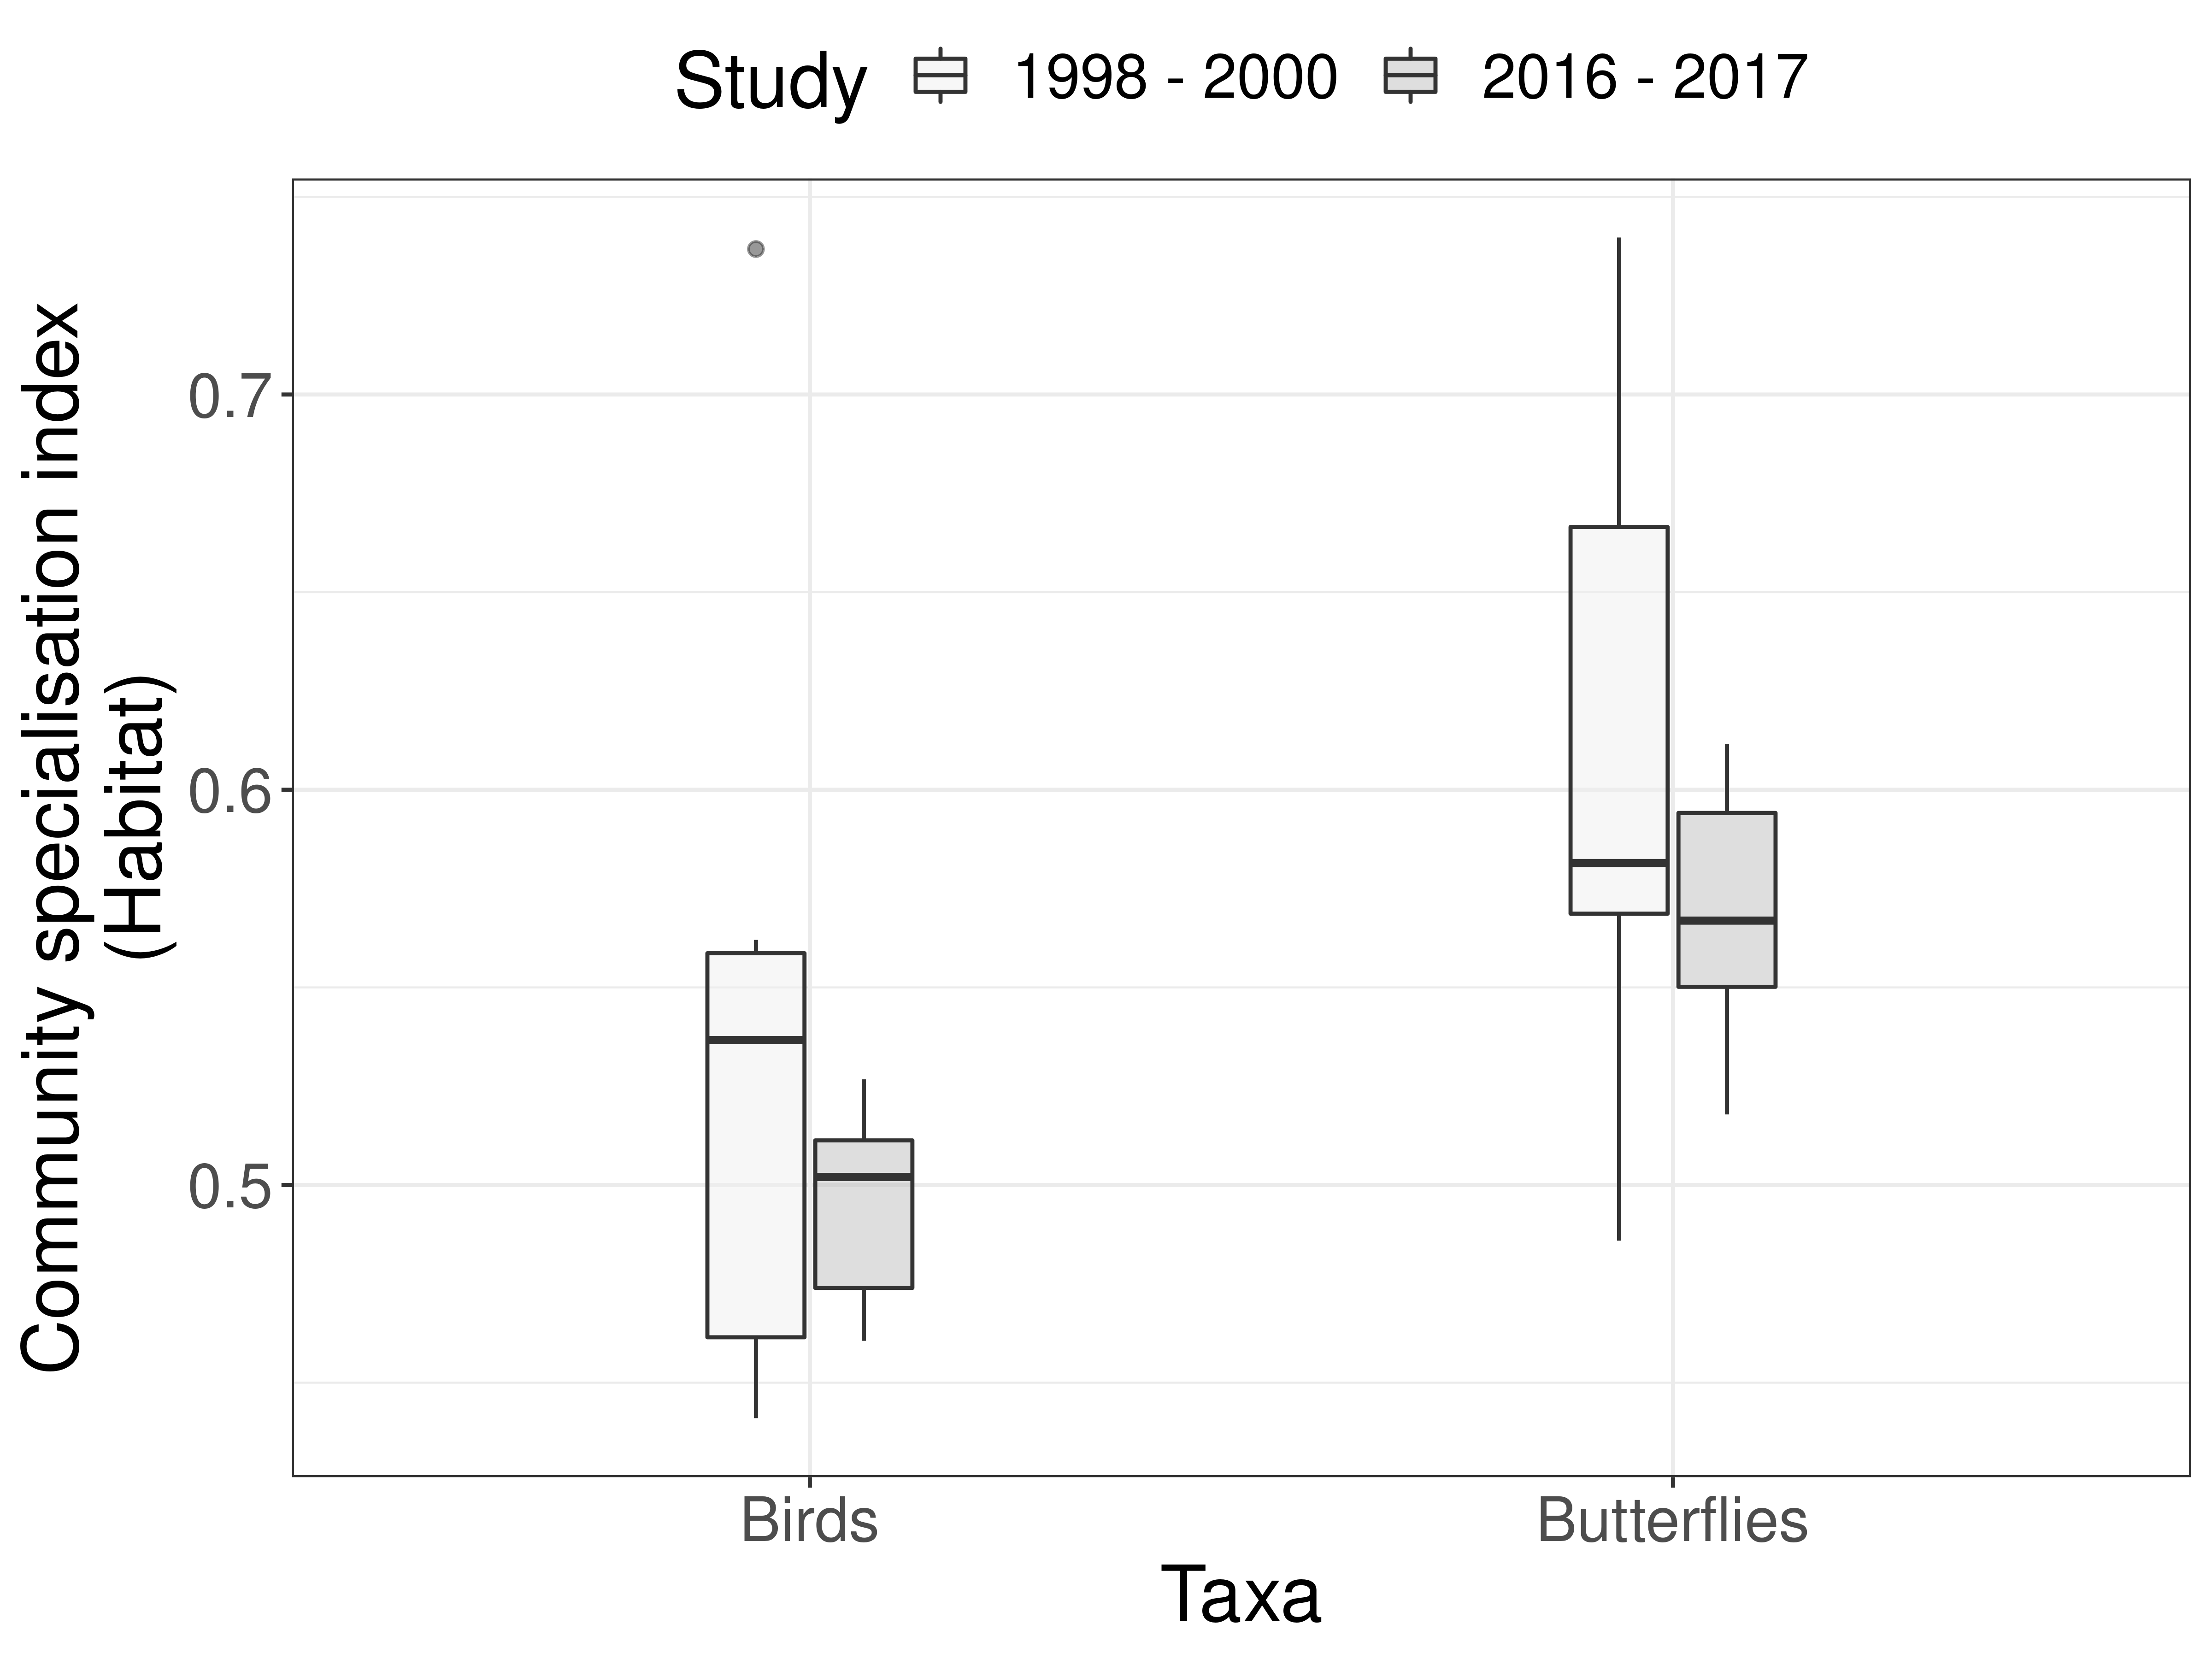 Study 1998 - 2000 2016 - 2017
Community specialisation index
(Habitat)
0.7
0.6
0.5
Birds Butterflies
Taxa